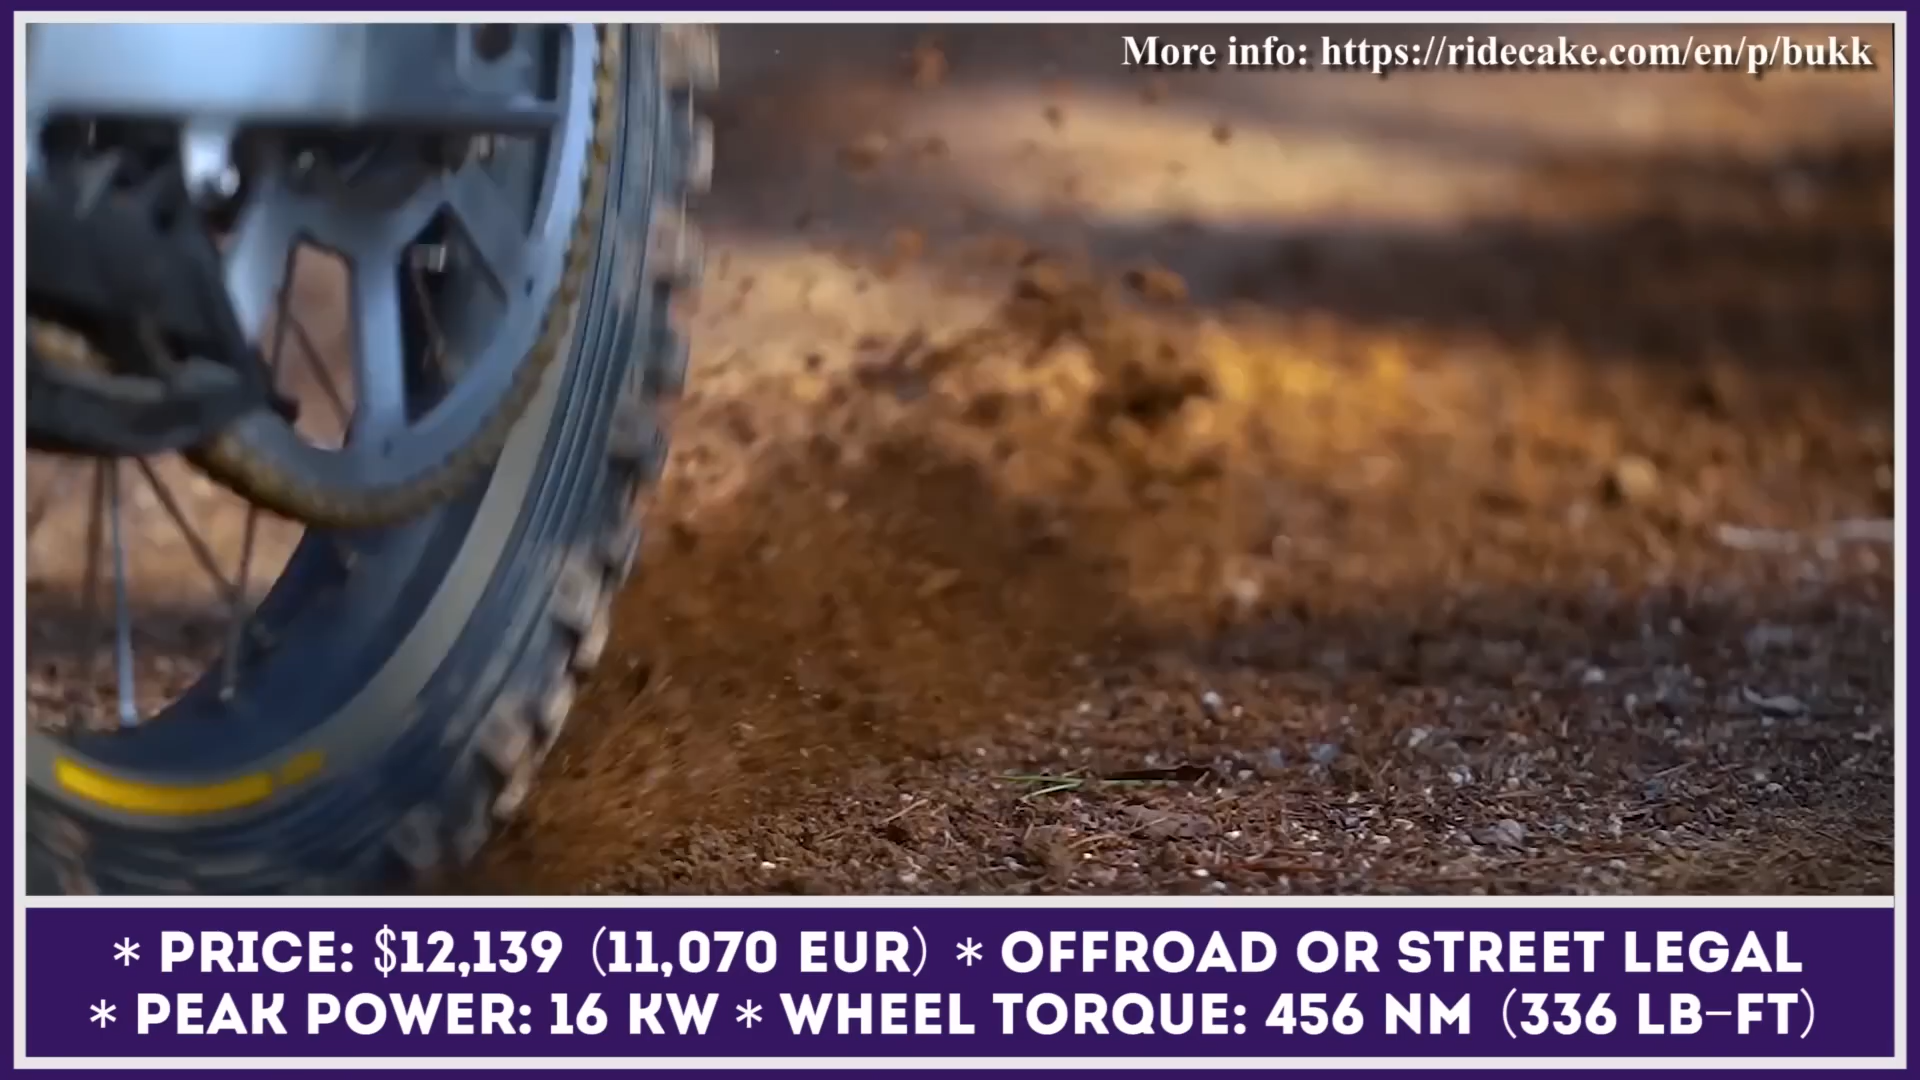 More info: https://ridecake.com/en/p/bukk
* PRICE: $12,139 (11,070 EUR) * OFFROAD OR STREET LEGAL
* PEAK POWER: 16 KW * WHEEL TORQUE: 456 NM (336 LB-FT)